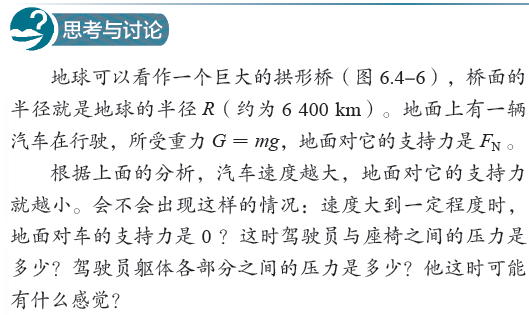 思考与讨论
地球可以看作一个巨大的拱形桥（图 6.4–6），桥面的
半径就是地球的半径 R（约为 6 400 km）。地面上有一辆
汽车在行驶，所受重力 G = mg，地面对它的支持力是 FN 。
根据上面的分析，汽车速度越大，地面对它的支持力
就越小。会不会出现这样的情况：速度大到一定程度时，
地面对车的支持力是 0 ？这时驾驶员与座椅之间的压力是
多少？驾驶员躯体各部分之间的压力是多少？他这时可能
有什么感觉？